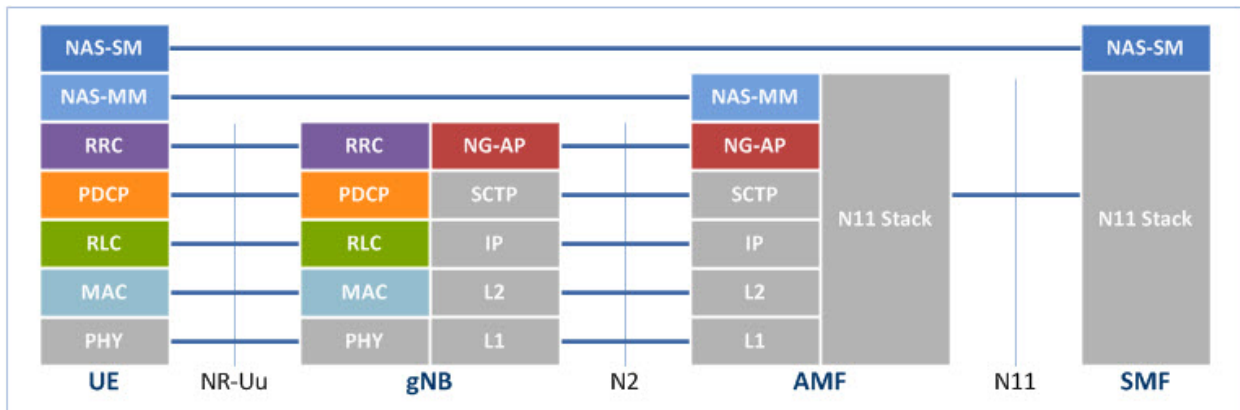 NAS-SM NAS-SM
NAS-MM NAS-MM
RRC RRC NG-AP NG-AP
PDCP PDCP SCTP SCTP N11 Stack N11 Stack
RLC RLC IP IP
MAC MAC L2 L2
PHY PHY L1 L1
UE NR-Uu gNB N2 AMF N11 SMF